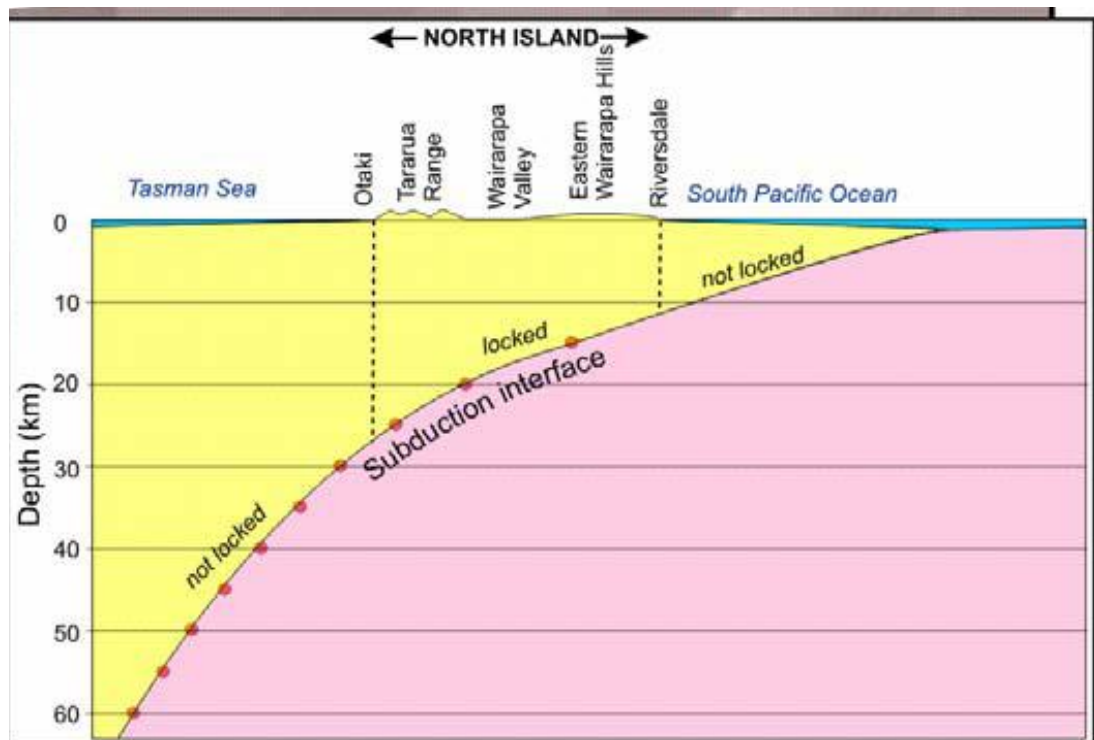 NORTH ISLAND
Otaki
Tararua
Range
Wairarapa
Valley
Eastern
Wairarapa Hills
Riversdale
Tasman Sea
South Pacific Ocean
0
10
20
30
40
50
60
Depth (km)
not locked
locked
Subduction interface
not locked